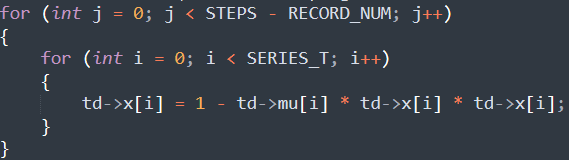 for (int j = 0; j < STEPS - RECORD_NUM; j++)
{
    for (int i = 0; i < SERIES_T; i++)
    {
        td->x[i] = 1 - td->mu[i] * td->x[i] * td->x[i];
    }
}